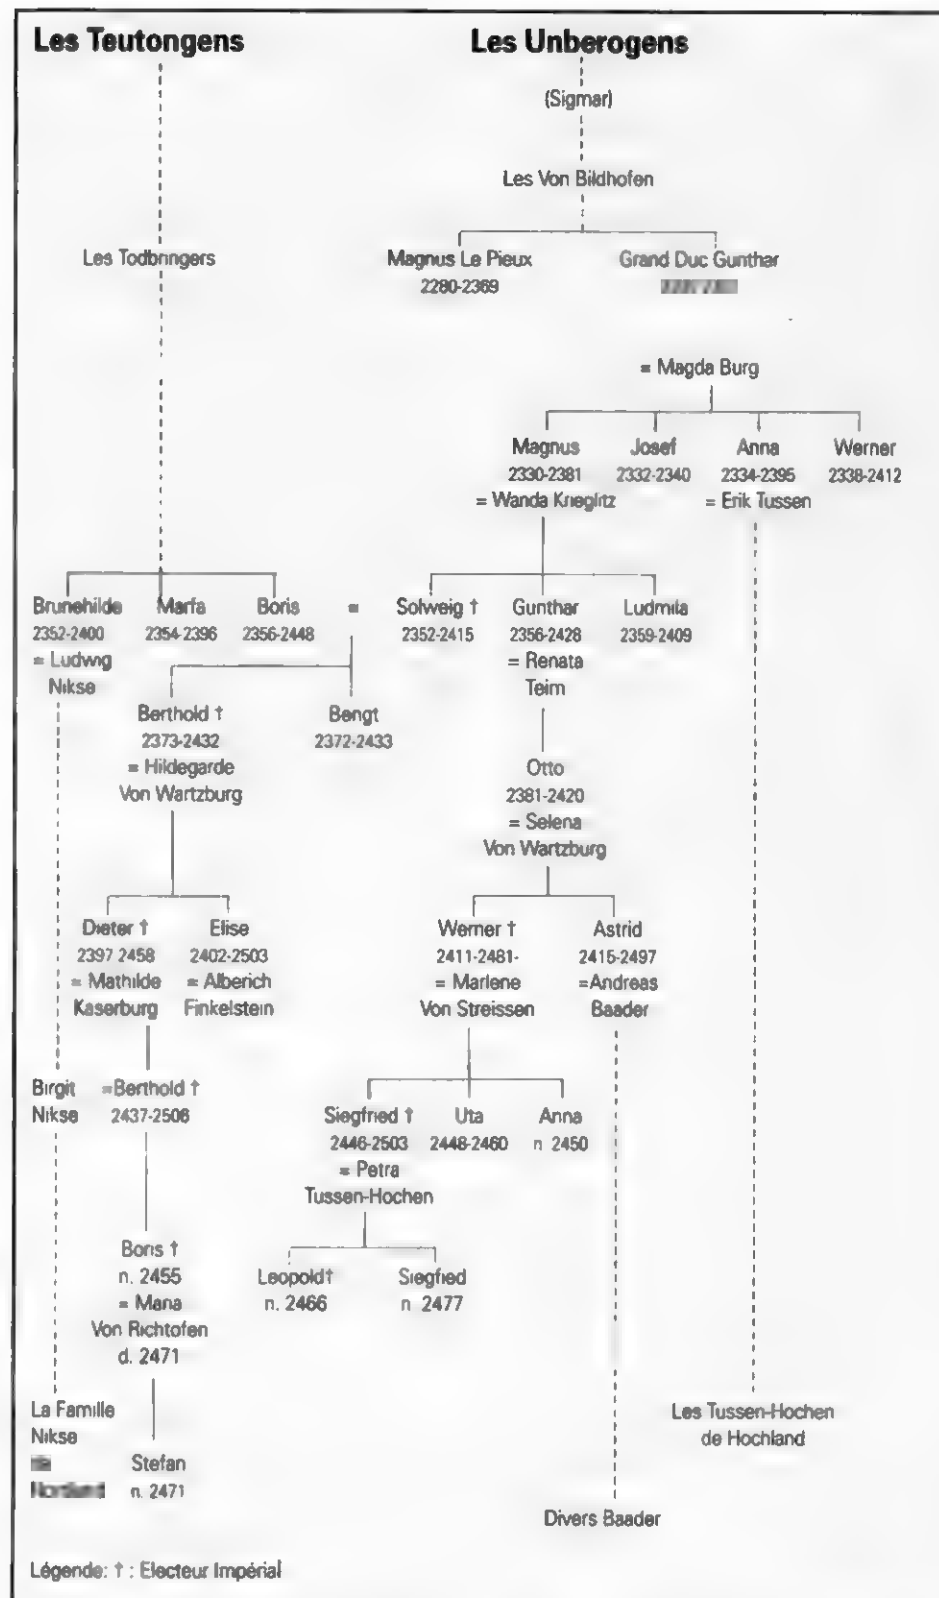 Les Teutongens
Les Unberogens
(Sigmar)
Les Von Bildhofen
Les Todbringers
Magnus Le Pieux
2280-2369
Grand Duc Gunthar
= Magda Burg
Magnus
2330-2381
= Wanda Krieglitz
Josef
2332-2340
Anna
2334-2395
= Erik Tussen
Werner
2338-2412
Brunehilde
2352-2400
= Ludwig
Nikse
Marfa
2354-2396
Boris
2356-2448
=
Solweig †
2352-2415
Gunthar
2356-2428
= Renata
Teim
Ludmila
2359-2409
Berthold †
2373-2432
= Hildegarde
Von Wartzburg
Bengt
2372-2433
Otto
2381-2420
= Selena
Von Wartzburg
Dieter †
2397 2458
= Mathilde
Kaserburg
Elise
2402-2503
= Alberich
Finkelstein
Werner †
2411-2481-
= Marlene
Von Streissen
Astrid
2415-2497
=Andreas
Baader
Birgit
Nikse
=Berthold †
2437-2506
Siegfried †
2446-2503
= Petra
Tussen-Hochen
Uta
2448-2460
Anna
n 2450
Boris †
n. 2455
= Maria
Von Richtofen
d. 2471
Leopold†
n. 2466
Siegfied
n 2477
La Famille
Nikse
Nortland
Stefan
n. 2471
Les Tussen-Hochen
de Hochland
Divers Baader
Légende: † : Electeur Impérial